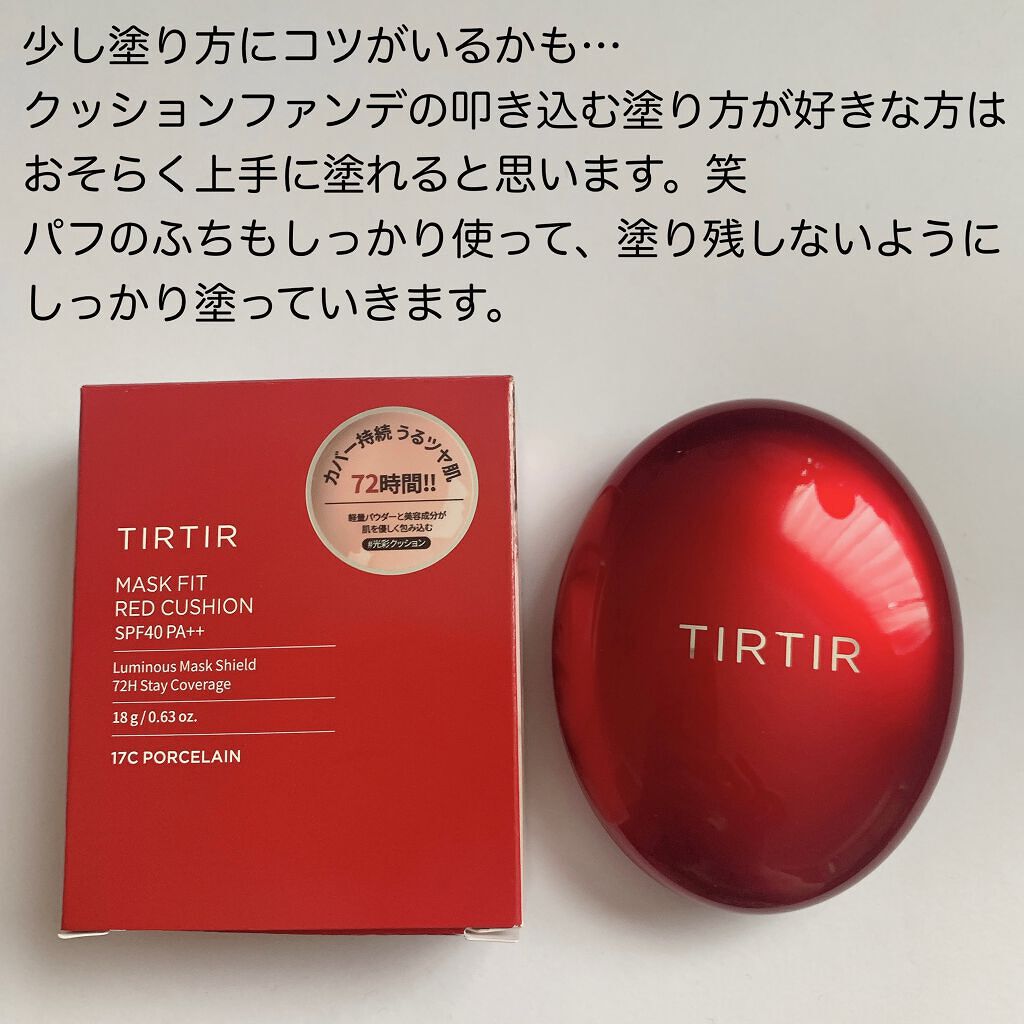 少し塗り方にコツがいるかも…
クッションファンデの叩き込む塗り方が好きな方は
おそらく上手に塗れると思います。笑
パフのふちもしっかり使って、塗り残しないように
しっかり塗っていきます。
カバー持続 うるツヤ肌
72時間!!
軽量パウダーと美容成分が
肌を優しく包み込む
#光彩クッション
TIRTIR
MASK FIT
RED CUSHION
SPF40 PA++
Luminous Mask Shield
72H Stay Coverage
18 g / 0.63 oz.
17C PORCELAIN
TIRTIR